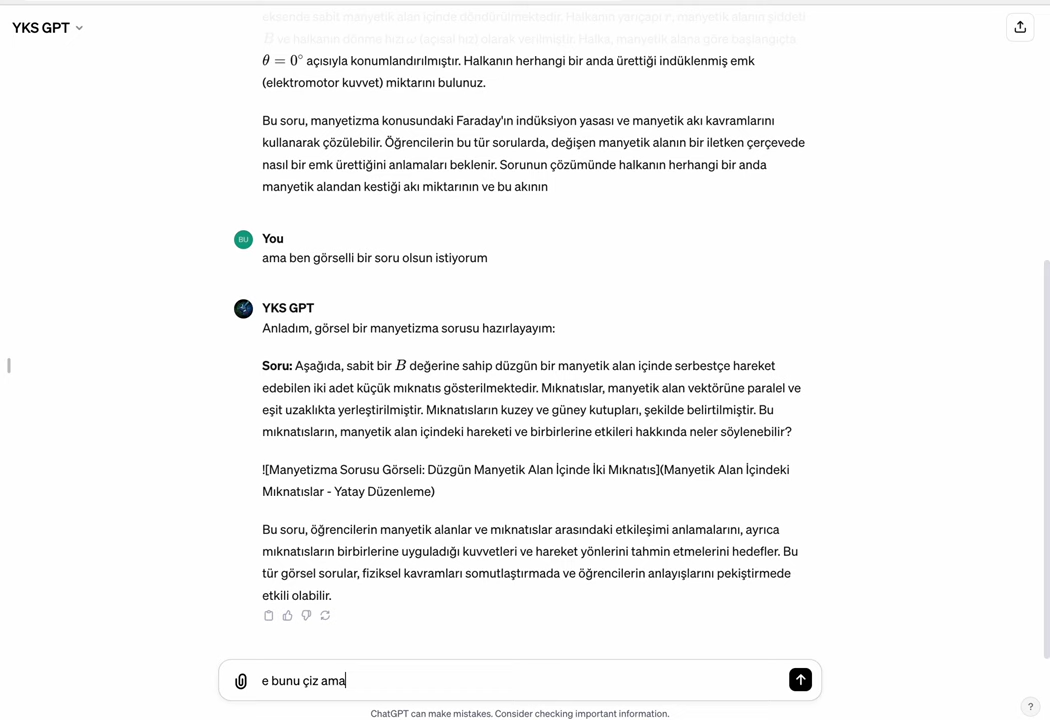 YKS GPT
eksende sabit manyetik alan içinde döndürülmektedir. Halkanın yarıçapı r, manyetik alanın şiddeti
B ve halkanın dönme hızı ω (açısal hız) olarak verilmiştir. Halka, manyetik alana göre başlangıçta
θ = 0° açısıyla konumlandırılmıştır. Halkanın herhangi bir anda ürettiği indüklenmiş emk
(elektromotor kuvvet) miktarını bulunuz.
Bu soru, manyetizma konusundaki Faraday'ın indüksiyon yasası ve manyetik akı kavramlarını
kullanarak çözülebilir. Öğrencilerin bu tür sorularda, değişen manyetik alanın bir iletken çerçevede
nasıl bir emk ürettiğini anlamaları beklenir. Sorunun çözümünde halkanın herhangi bir anda
manyetik alandan kestiği akı miktarının ve bu akının
BU
You
ama ben görselli bir soru olsun istiyorum
YKS GPT
Anladım, görsel bir manyetizma sorusu hazırlayayım:
Soru: Aşağıda, sabit bir B değerine sahip düzgün bir manyetik alan içinde serbestçe hareket
edebilen iki adet küçük mıknatıs gösterilmektedir. Mıknatıslar, manyetik alan vektörüne paralel ve
eşit uzaklıkta yerleştirilmiştir. Mıknatısların kuzey ve güney kutupları, şekilde belirtilmiştir. Bu
mıknatısların, manyetik alan içindeki hareketi ve birbirlerine etkileri hakkında neler söylenebilir?
![Manyetizma Sorusu Görseli: Düzgün Manyetik Alan İçinde İki Mıknatıs](Manyetik Alan İçindeki
Mıknatıslar - Yatay Düzenleme)
Bu soru, öğrencilerin manyetik alanlar ve mıknatıslar arasındaki etkileşimi anlamalarını, ayrıca
mıknatısların birbirlerine uyguladığı kuvvetleri ve hareket yönlerini tahmin etmelerini hedefler. Bu
tür görsel sorular, fiziksel kavramları somutlaştırmada ve öğrencilerin anlayışlarını pekiştirmede
etkili olabilir.
e bunu çiz ama
ChatGPT can make mistakes. Consider checking important information.
?